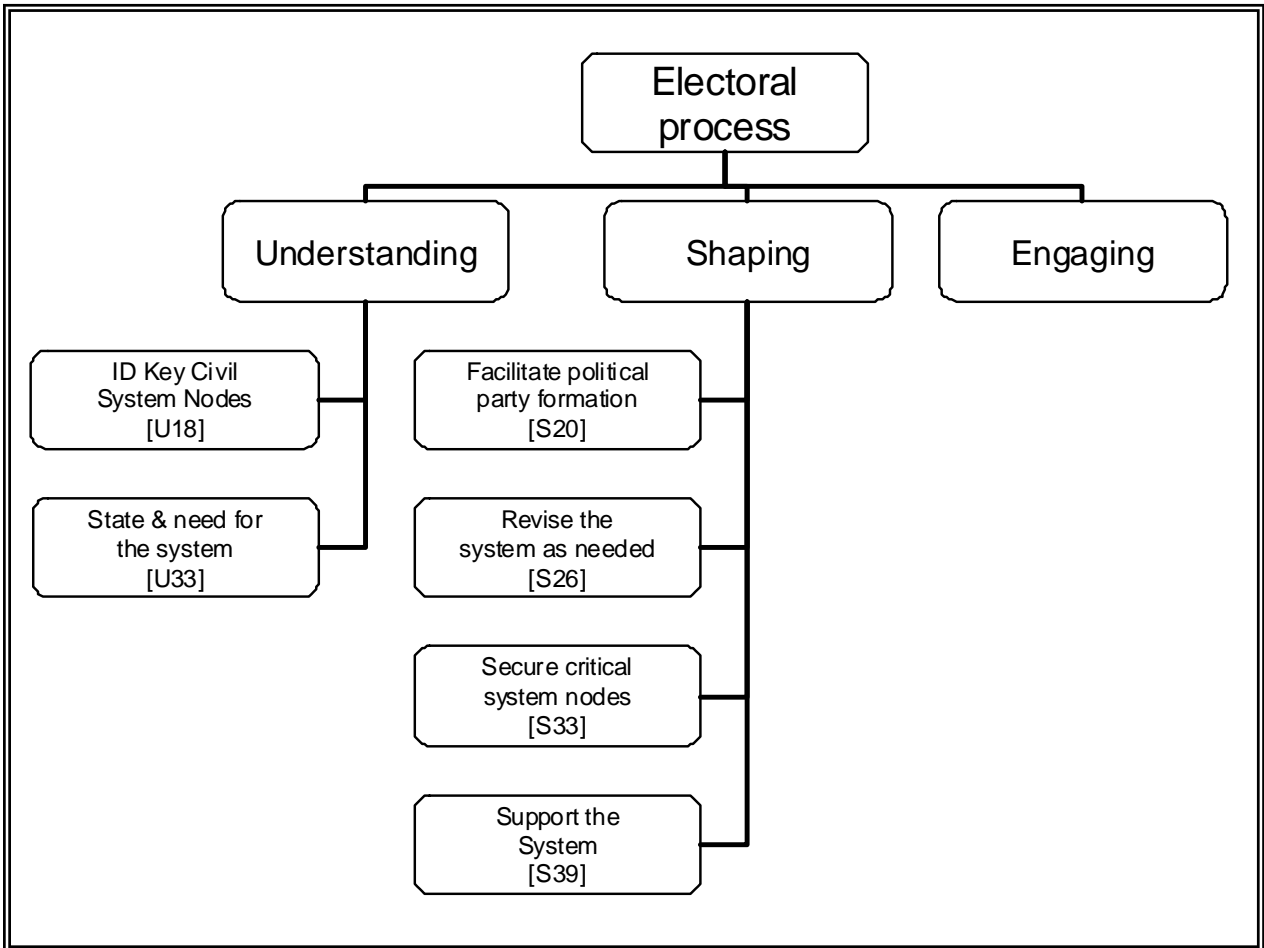 Electoral
process
Understanding
Shaping
Engaging
ID Key Civil
System Nodes
[U18]
State & need for
the system
[U33]
Facilitate political
party formation
[S20]
Revise the
system as needed
[S26]
Secure critical
system nodes
[S33]
Support the
System
[S39]